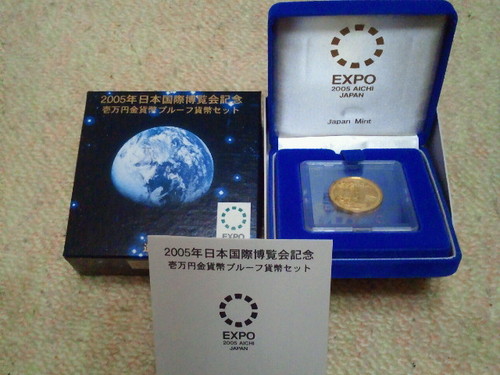 2005年日本国際博覧会記念
壱万円金貨幣プルーフ貨幣セット
EXPO
EXPO
2005 AICHI
JAPAN
Japan Mint
2005年日本国際博覧会記念
壱万円金貨幣プルーフ貨幣セット
EXPO
2005 AICHI
JAPAN